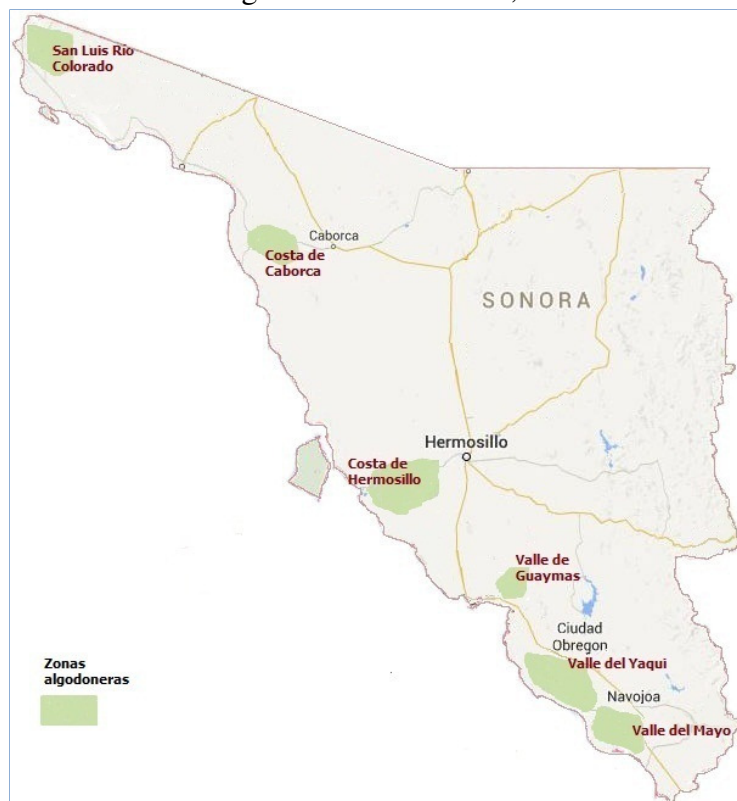 San Luis Río
Colorado
Caborca
Costa de
Caborca
SONORA
Hermosillo
Costa de
Hermosillo
Valle de
Guaymas
Ciudad
Obregon
Valle del Yaqui
Navojoa
Valle del Mayo
Zonas
algodoneras